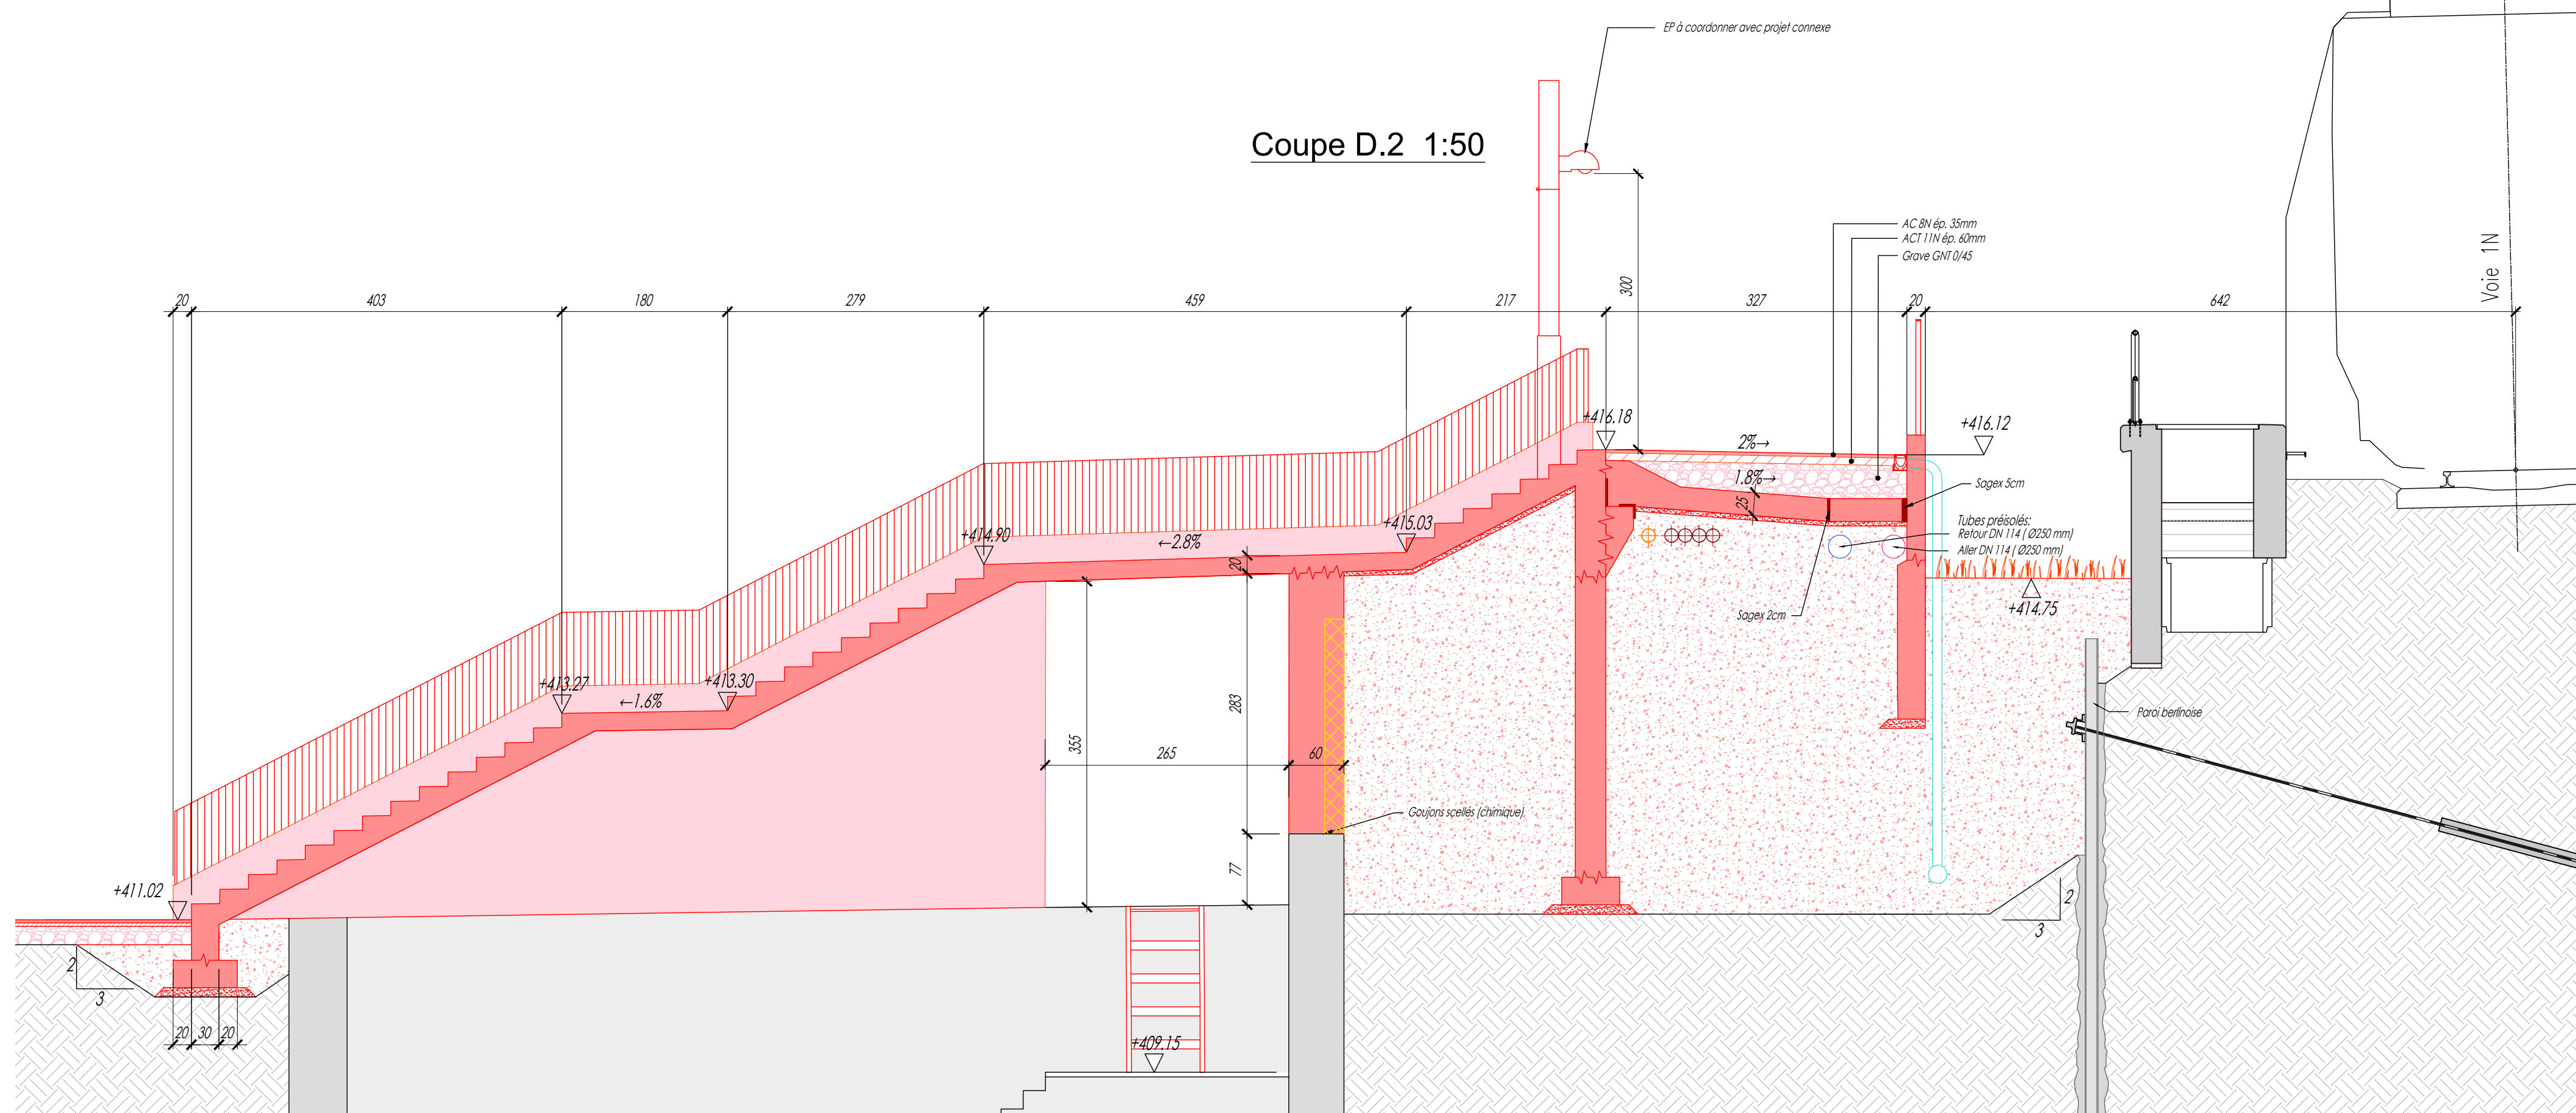 EP à coordonner avec projet connexe
Coupe D.2 1:50
AC 8N ép. 35mm
ACT 11N ép. 60mm
Grave GNT 0/45
Voie 1N
300
20
403
180
279
459
217
327
20
642
+416.18
+416.12
2%→
1.8%→
25
Sagex 5cm
+415.03
+414.90
←2.8%
20
Tubes préisolés:
Retour DN 114 ( Ø250 mm)
Aller DN 114 ( Ø250 mm)
+414.75
Sagex 2cm
+413.27
+413.30
←1.6%
283
Paroi berlinoise
355
265
60
Goujons scellés (chimique)
77
+411.02
2
3
2
3
20
30
20
+409.15